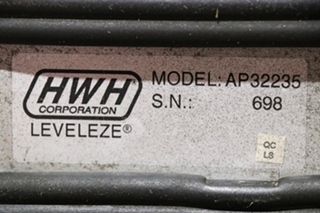 HWH
CORPORATION
LEVELEZE®
MODEL: AP32235
S.N.: 698
QC
LS